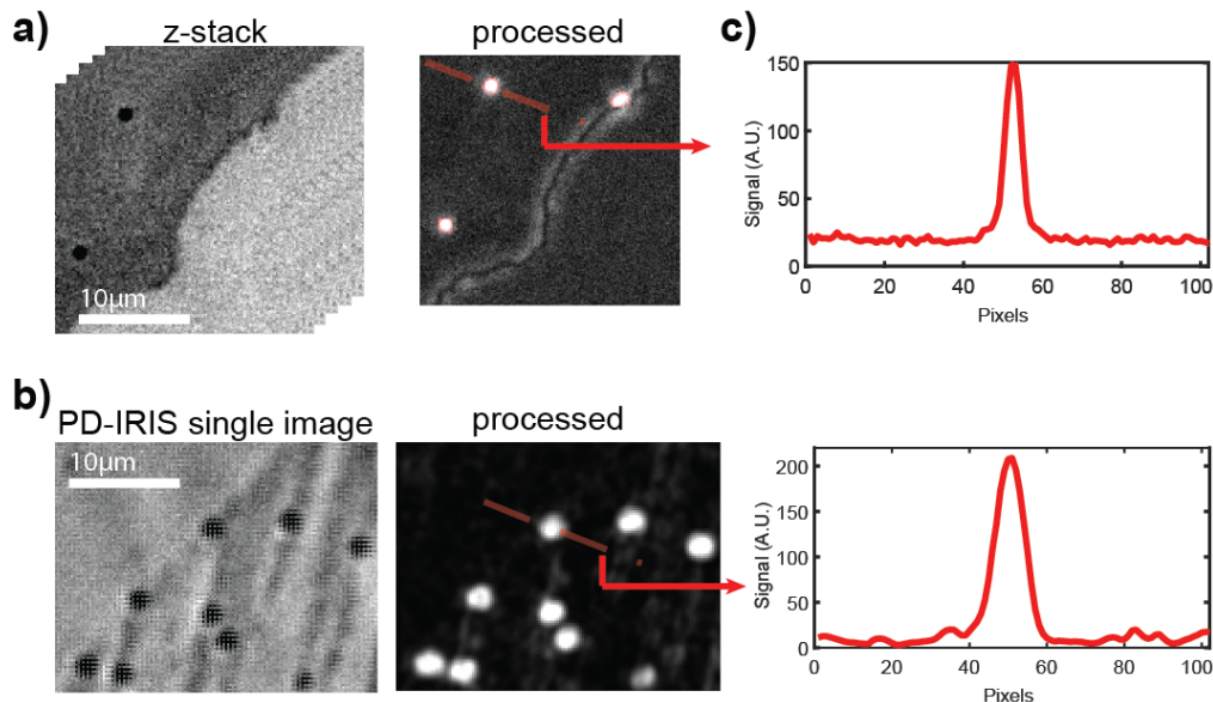 a)
z-stack
processed
c)
10µm
150
100
50
0
Signal (A.U.)
0 20 40 60 80 100
Pixels
b)
PD-IRIS single image
processed
10µm
200
150
100
50
0
Signal (A.U.)
0 20 40 60 80 100
Pixels